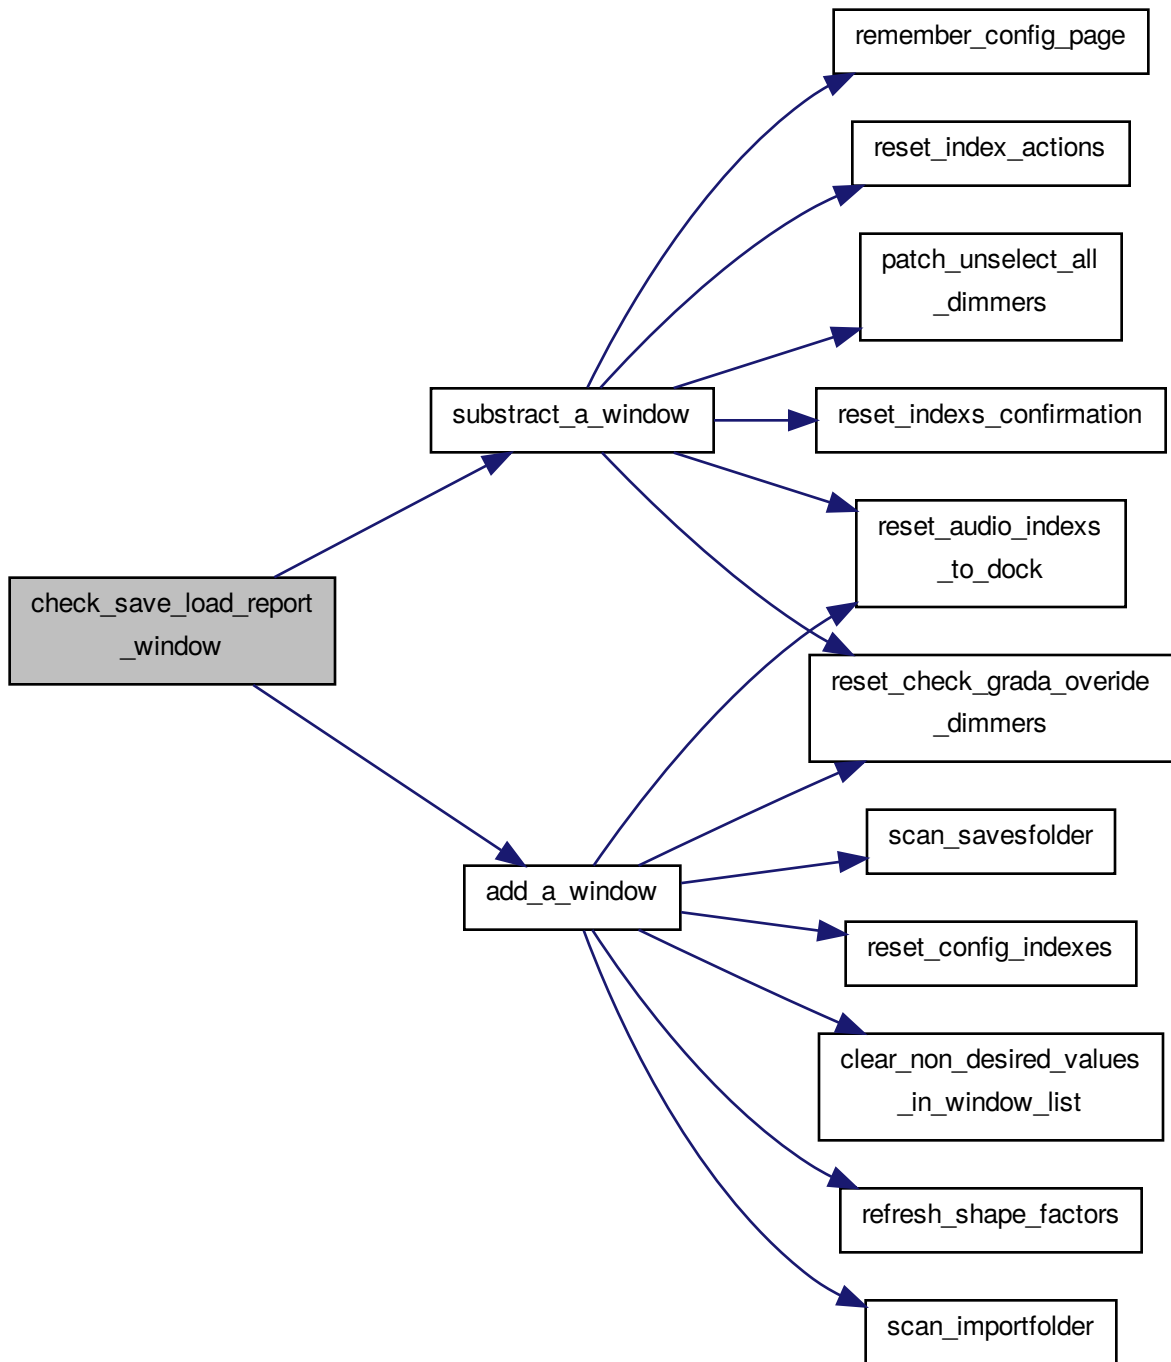 remember_config_page
reset_index_actions
patch_unselect_all
_dimmers
substract_a_window
reset_indexs_confirmation
reset_audio_indexs
_to_dock
check_save_load_report
_window
reset_check_grada_overide
_dimmers
scan_savesfolder
add_a_window
reset_config_indexes
clear_non_desired_values
_in_window_list
refresh_shape_factors
scan_importfolder